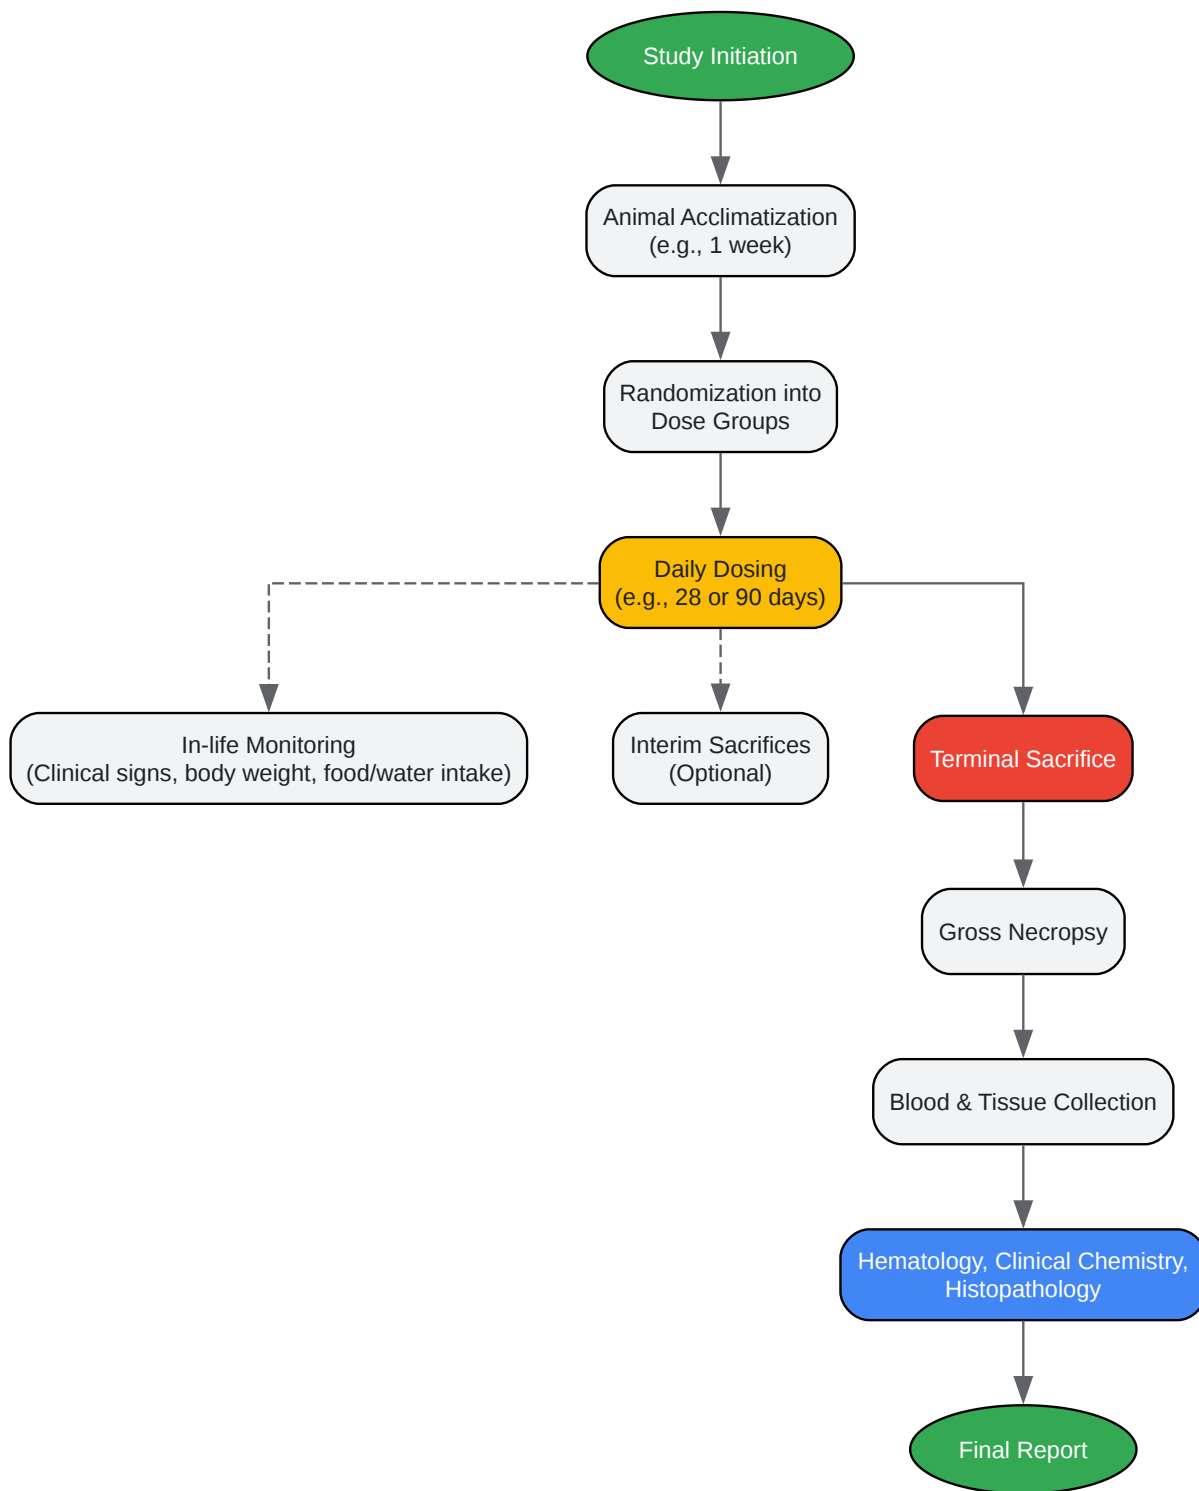 Study Initiation
Animal Acclimatization
(e.g., 1 week)
Randomization into
Dose Groups
Daily Dosing
(e.g., 28 or 90 days)
In-life Monitoring
(Clinical signs, body weight, food/water intake)
Interim Sacrifices
(Optional)
Terminal Sacrifice
Gross Necropsy
Blood & Tissue Collection
Hematology, Clinical Chemistry,
Histopathology
Final Report